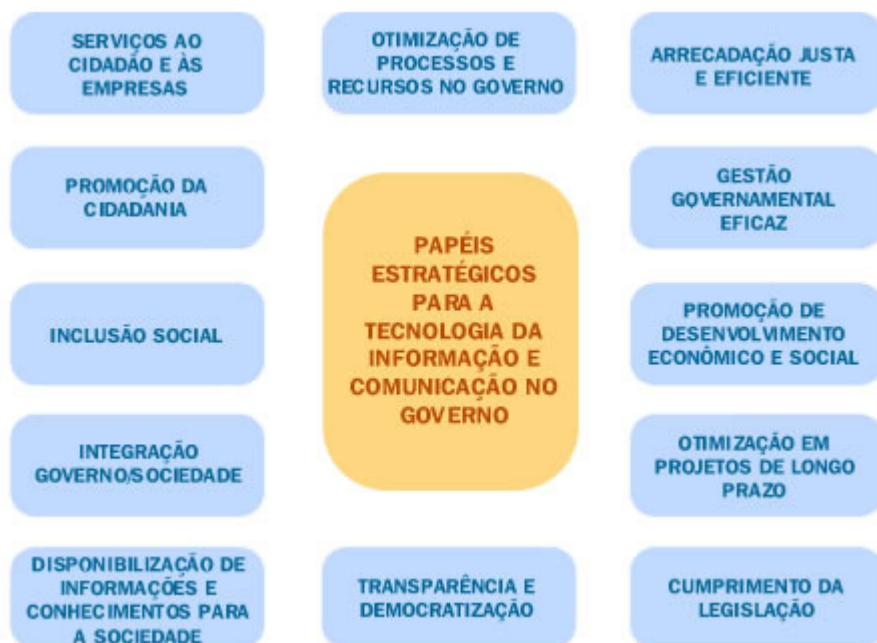 SERVIÇOS AO
CIDADÃO E ÀS
EMPRESAS
OTIMIZAÇÃO DE
PROCESSOS E
RECURSOS NO GOVERNO
ARRECADAÇÃO JUSTA
E EFICIENTE
PROMOÇÃO DA
CIDADANIA
GESTÃO
GOVERNAMENTAL
EFICAZ
PAPÉIS
ESTRATÉGICOS
PARA A
TECNOLOGIA DA
INFORMAÇÃO E
COMUNICAÇÃO NO
GOVERNO
INCLUSÃO SOCIAL
PROMOÇÃO DE
DESENVOLVIMENTO
ECONÔMICO E SOCIAL
INTEGRAÇÃO
GOVERNO/SOCIEDADE
OTIMIZAÇÃO EM
PROJETOS DE LONGO
PRAZO
DISPONIBILIZAÇÃO DE
INFORMAÇÕES E
CONHECIMENTOS PARA
A SOCIEDADE
TRANSPARÊNCIA E
DEMOCRATIZAÇÃO
CUMPRIMENTO DA
LEGISLAÇÃO